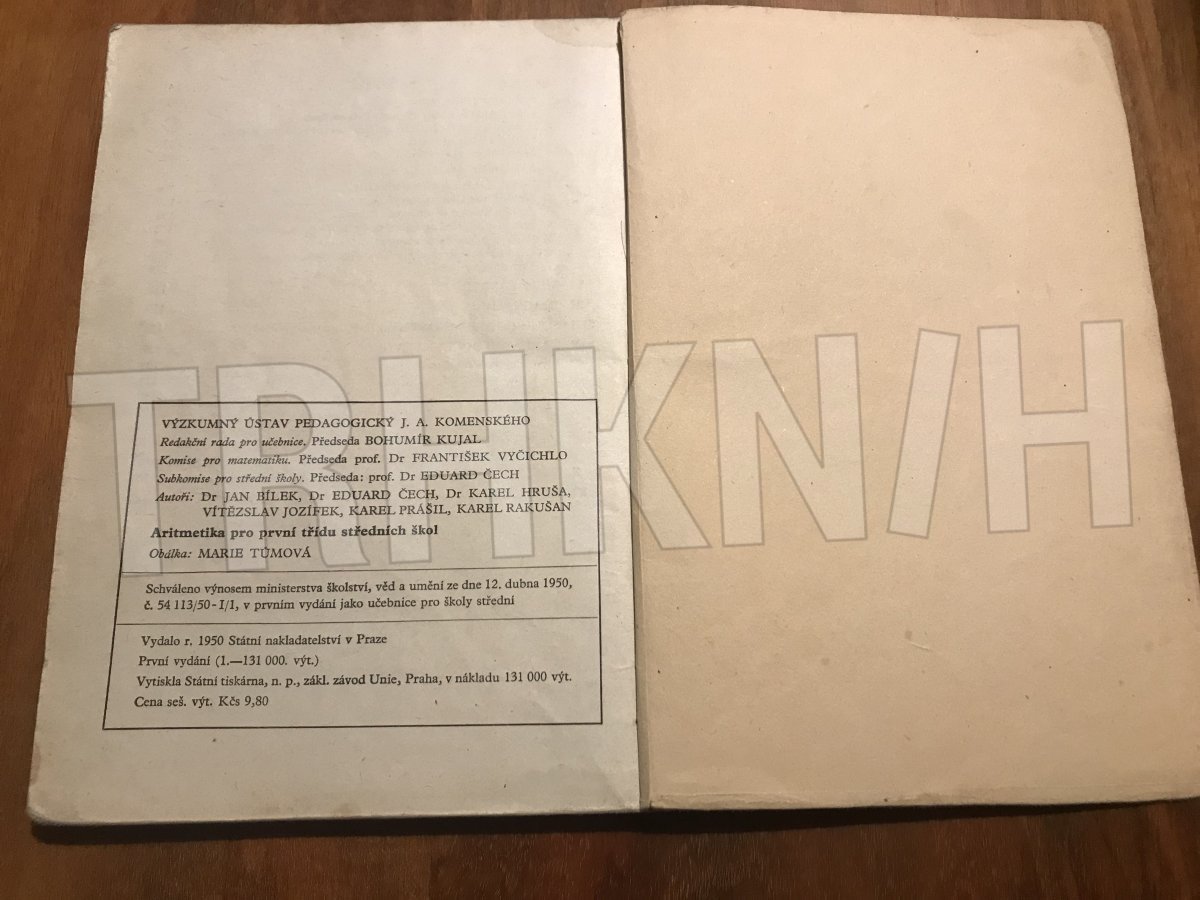 VÝZKUMNÝ ÚSTAV PEDAGOGICKÝ J. A. KOMENSKÉHO
Redakční rada pro učebnice. Předseda BOHUMÍR KUJAL
Komise pro matematiku. Předseda prof. Dr FRANTIŠEK VYČICHLO
Subkomise pro střední školy. Předseda: prof. Dr EDUARD ČECH
Autoři: Dr JAN BÍLEK, Dr EDUARD ČECH, Dr KAREL HRUŠA,
VÍTĚZSLAV JOZÍFEK, KAREL PRÁŠIL, KAREL RAKUŠAN
Aritmetika pro první třídu středních škol
Obálka: MARIE TŮMOVÁ
Schváleno výnosem ministerstva školství, věd a umění ze dne 12. dubna 1950,
č. 54 113/50-I/1, v prvním vydání jako učebnice pro školy střední
Vydalo r. 1950 Státní nakladatelství v Praze
První vydání (1.—131 000. výt.)
Vytiskla Státní tiskárna, n. p., zákl. závod Unie, Praha, v nákladu 131 000 výt.
Cena seš. výt. Kčs 9,80
TRHKN/H